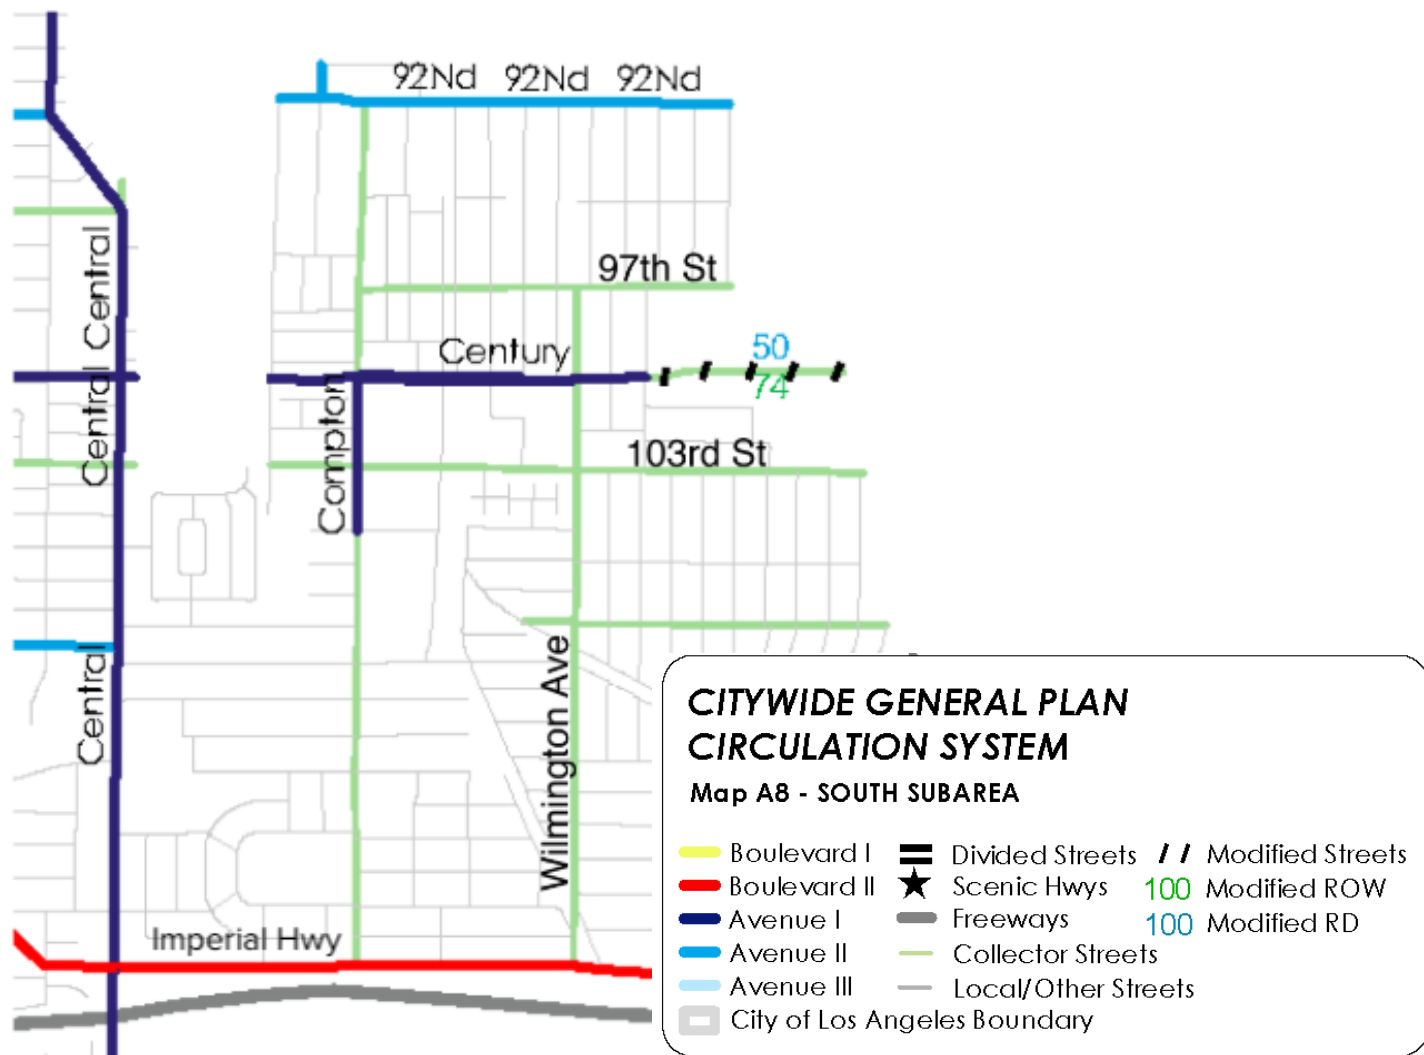 92Nd 92Nd 92Nd
Central
97th St
Central
50
Century
74
Central
Compton
103rd St
Central
Wilmington Ave
Imperial Hwy
CITYWIDE GENERAL PLAN
CIRCULATION SYSTEM
Map A8 - SOUTH SUBAREA
Boulevard I
Boulevard II
Avenue I
Avenue II
Avenue III
City of Los Angeles Boundary
Divided Streets
Scenic Hwys
Freeways
Collector Streets
Local/Other Streets
Modified Streets
100 Modified ROW
100 Modified RD